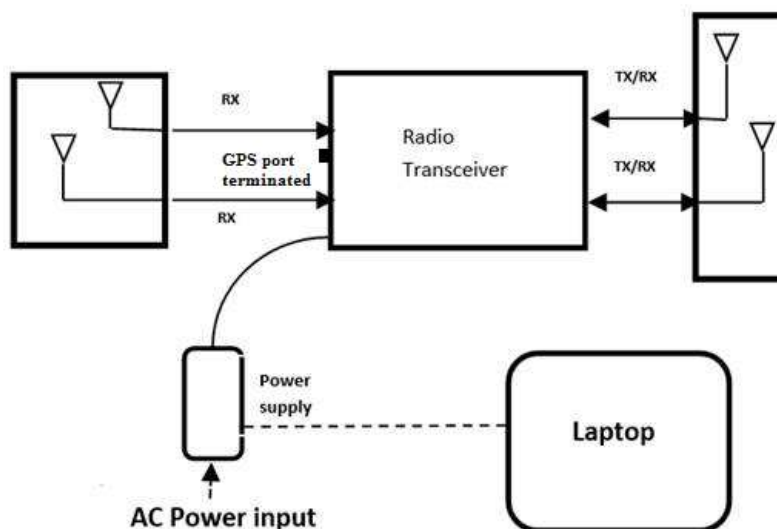 TX/RX
RX
Radio
Transceiver
GPS port
terminated
TX/RX
RX
Power
supply
Laptop
AC Power input